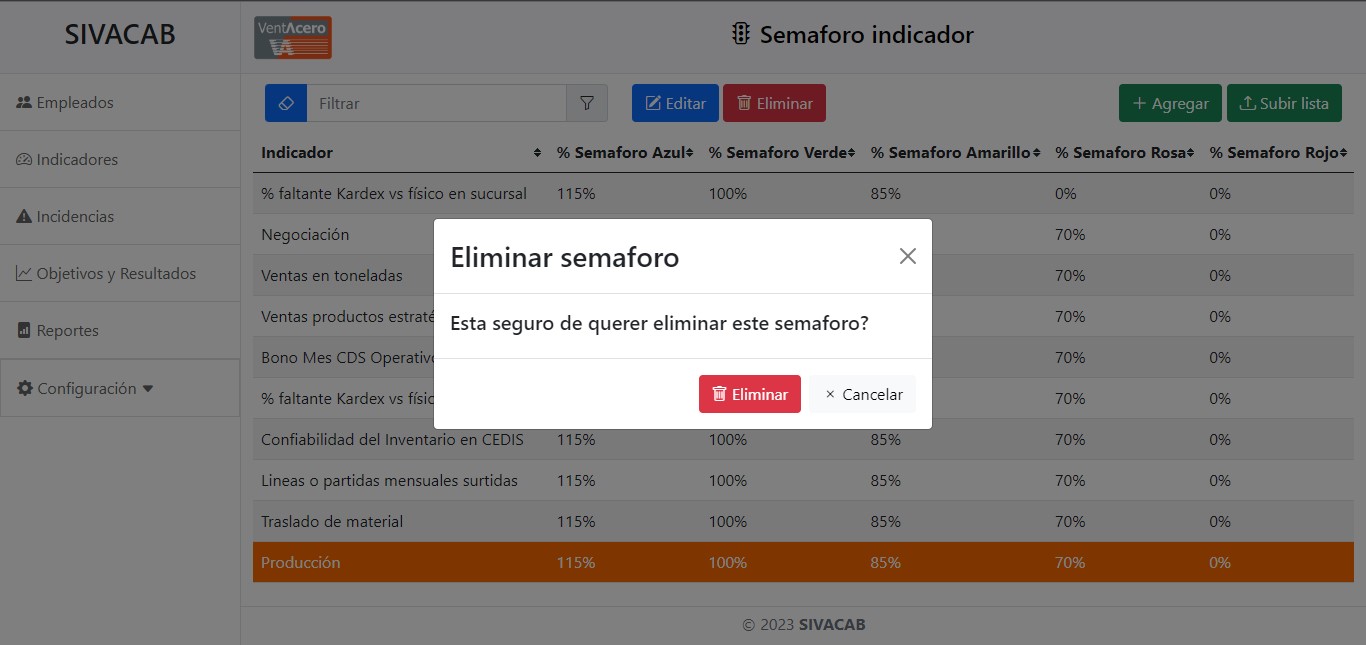 SIVACAB
VentAcero
VA
Semaforo indicador
Empleados
Indicadores
Incidencias
Objetivos y Resultados
Reportes
Configuración
Filtrar
Editar
Eliminar
+ Agregar
Subir lista
Indicador % Semaforo Azul % Semaforo Verde % Semaforo Amarillo % Semaforo Rosa % Semaforo Rojo
% faltante Kardex vs físico en sucursal 115% 100% 85% 0% 0%
Negociación 70% 0%
Ventas en toneladas 70% 0%
Ventas productos 70% 0%
Bono Mes CDS 70% 0%
% faltante Kardex vs 70% 0%
Confiabilidad del Inventario en CEDIS 115% 100% 85% 70% 0%
Lineas o partidas mensuales surtidas 115% 100% 85% 70% 0%
Traslado de material 115% 100% 85% 70% 0%
Producción 115% 100% 85% 70% 0%
Eliminar semaforo
Esta seguro de querer eliminar este semaforo?
Eliminar
× Cancelar
© 2023 SIVACAB